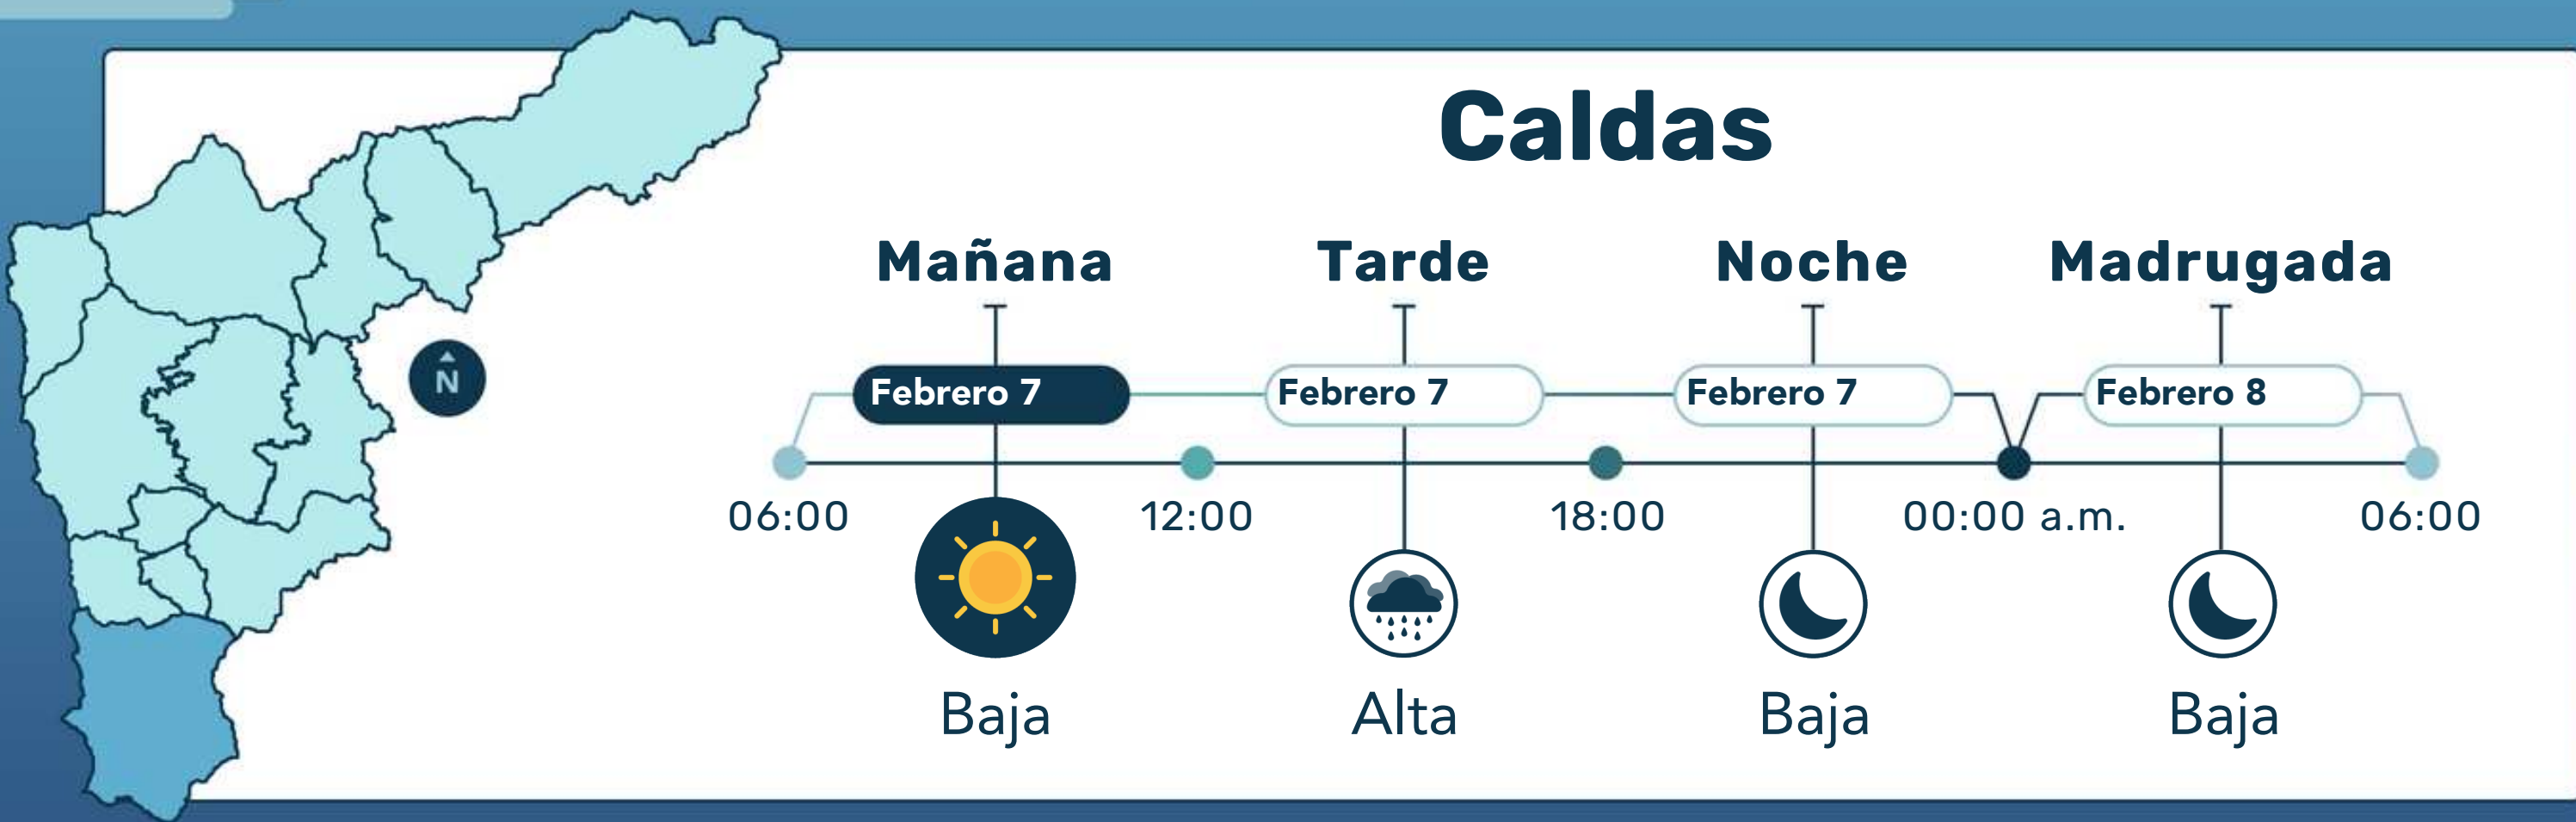 Caldas
Mañana Tarde Noche Madrugada
Febrero 7 Febrero 7 Febrero 7 Febrero 8
N
06:00 12:00 18:00 00:00 a.m. 06:00
Baja Alta Baja Baja